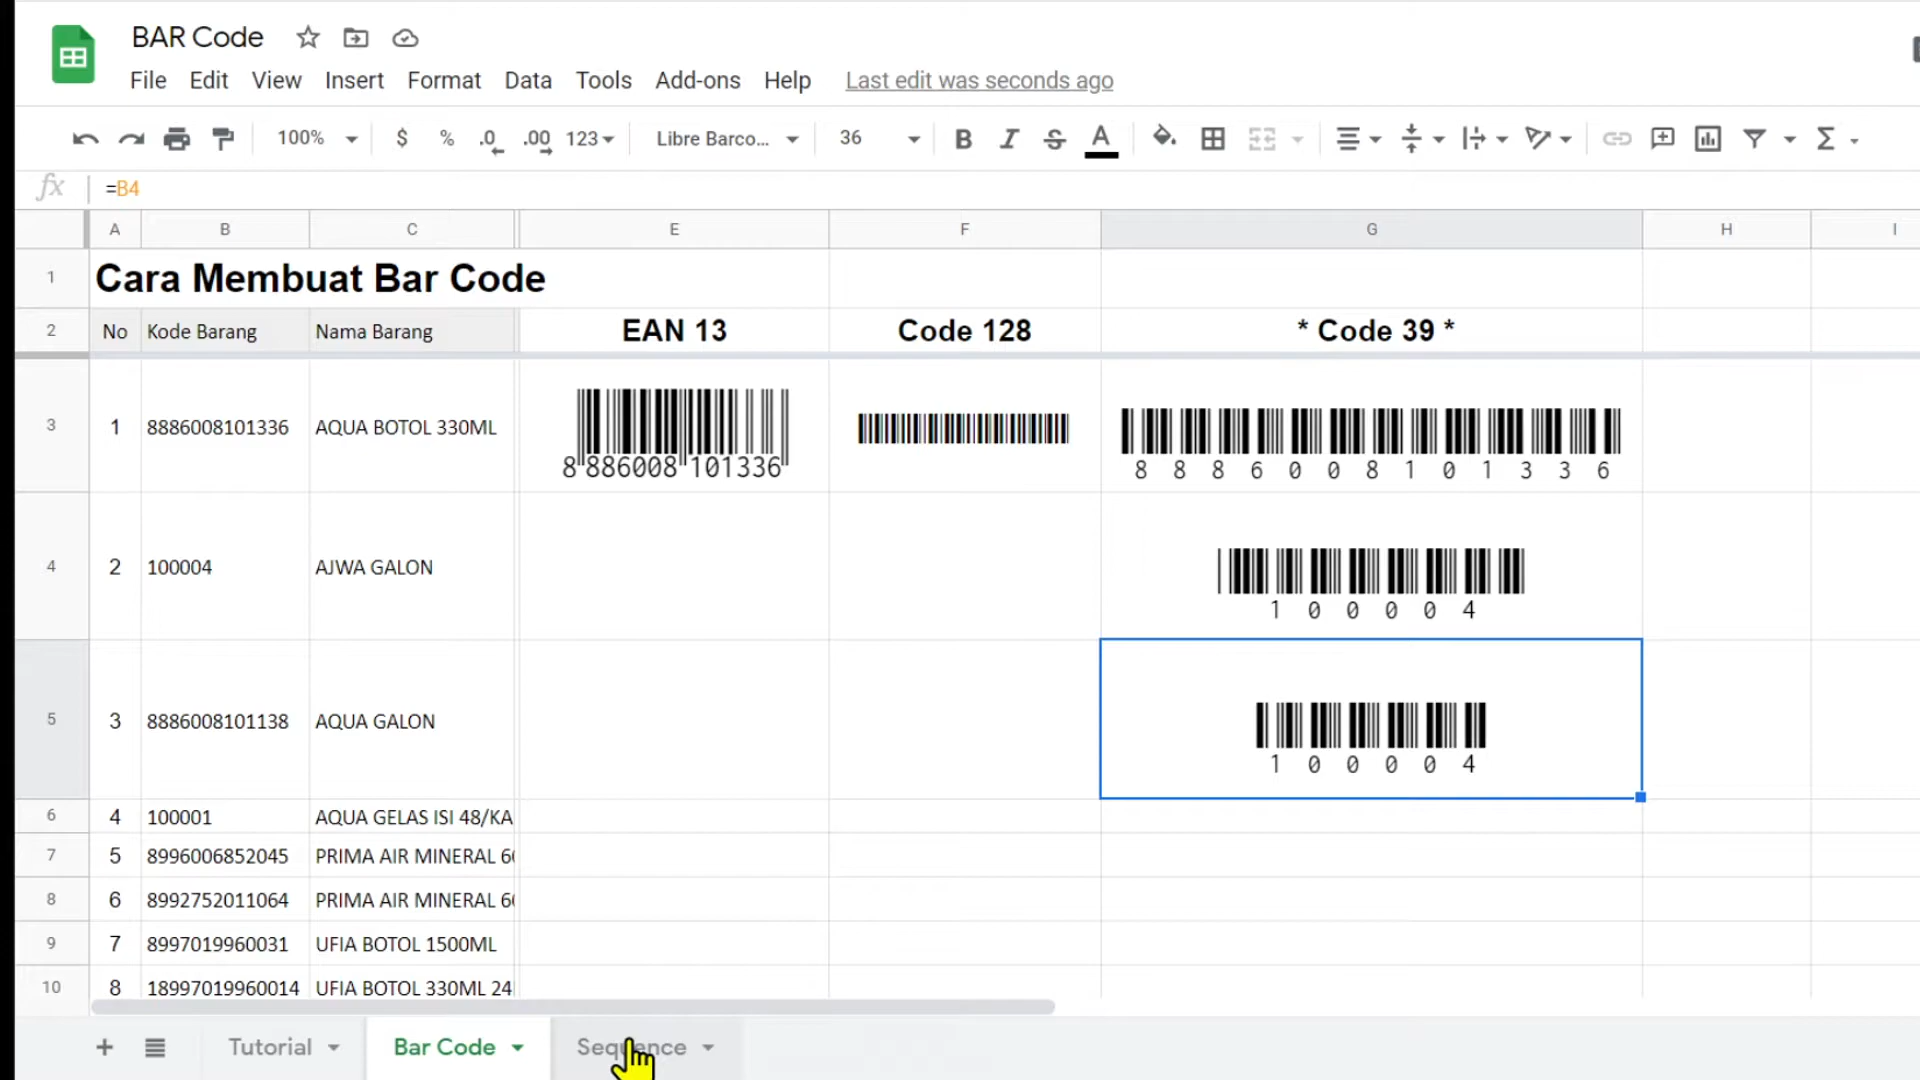 BAR Code
File Edit View Insert Format Data Tools Add-ons Help Last edit was seconds ago
100% $ % .0 .00 123 Libre Barco... 36 B I S A Σ
fx =B4
A B C E F G H I
1 Cara Membuat Bar Code
2 No Kode Barang Nama Barang EAN 13 Code 128 * Code 39 *
3 1 8886008101336 AQUA BOTOL 330ML 8 886008 101336 8 8 8 6 0 0 8 1 0 1 3 3 6
4 2 100004 AJWA GALON 1 0 0 0 0 4
5 3 8886008101138 AQUA GALON 1 0 0 0 0 4
6 4 100001 AQUA GELAS ISI 48/KA
7 5 8996006852045 PRIMA AIR MINERAL 60
8 6 8992752011064 PRIMA AIR MINERAL 60
9 7 8997019960031 UFIA BOTOL 1500ML
10 8 18997019960014 UFIA BOTOL 330ML 24
Tutorial Bar Code Sequence